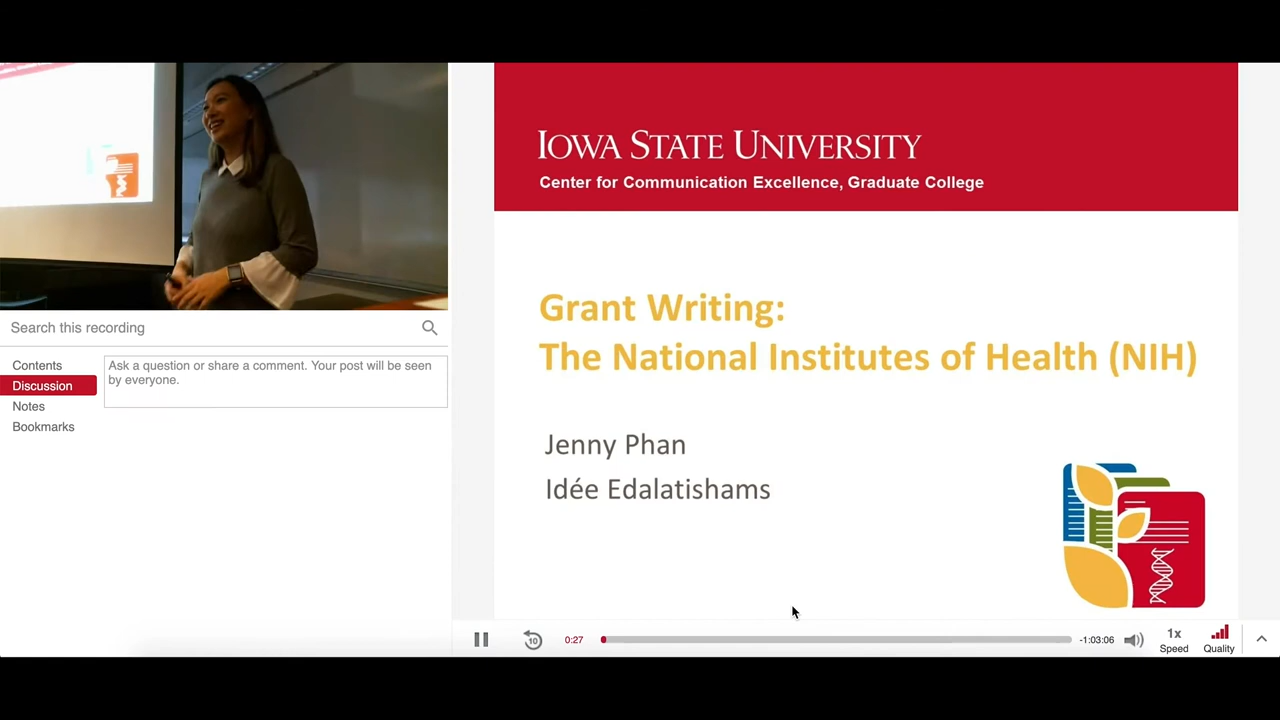 IOWA STATE UNIVERSITY
Center for Communication Excellence, Graduate College
Grant Writing:
The National Institutes of Health (NIH)
Jenny Phan
Idée Edalatishams
Search this recording
Contents
Discussion
Notes
Bookmarks
Ask a question or share a comment. Your post will be seen
by everyone.
10
0:27
-1:03:06
1x
Speed
Quality